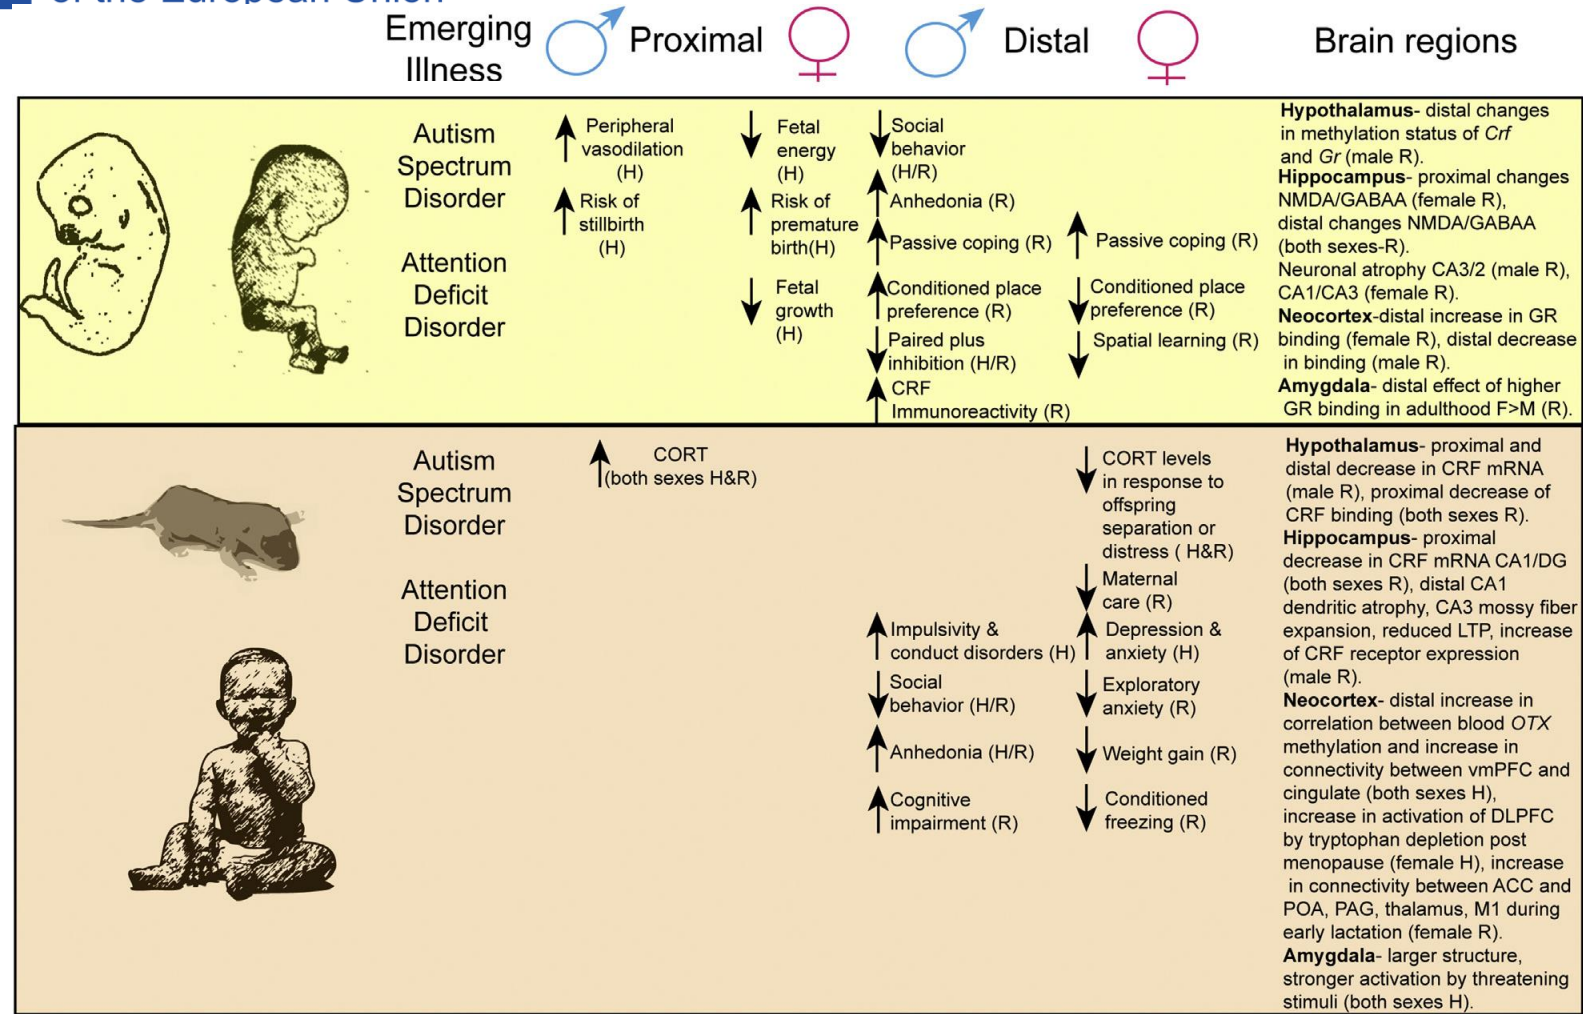 of the European Union
Emerging
Illness
Proximal
Distal
Brain regions
Autism
Spectrum
Disorder
Attention
Deficit
Disorder
Peripheral
vasodilation
(H)
Risk of
stillbirth
(H)
Fetal
energy
(H)
Risk of
premature
birth(H)
Fetal
growth
(H)
Social
behavior
(H/R)
Anhedonia (R)
Passive coping (R)
Conditioned place
preference (R)
Paired plus
inhibition (H/R)
CRF
Immunoreactivity (R)
Passive coping (R)
Conditioned place
preference (R)
Spatial learning (R)
Hypothalamus- distal changes
in methylation status of Crf
and Gr (male R).
Hippocampus- proximal changes
NMDA/GABAA (female R),
distal changes NMDA/GABAA
(both sexes-R).
Neuronal atrophy CA3/2 (male R),
CA1/CA3 (female R).
Neocortex-distal increase in GR
binding (female R), distal decrease
in binding (male R).
Amygdala- distal effect of higher
GR binding in adulthood F>M (R).
Autism
Spectrum
Disorder
Attention
Deficit
Disorder
CORT
(both sexes H&R)
Impulsivity &
conduct disorders (H)
Social
behavior (H/R)
Anhedonia (H/R)
Cognitive
impairment (R)
CORT levels
in response to
offspring
separation or
distress ( H&R)
Maternal
care (R)
Depression &
anxiety (H)
Exploratory
anxiety (R)
Weight gain (R)
Conditioned
freezing (R)
Hypothalamus- proximal and
distal decrease in CRF mRNA
(male R), proximal decrease of
CRF binding (both sexes R).
Hippocampus- proximal
decrease in CRF mRNA CA1/DG
(both sexes R), distal CA1
dendritic atrophy, CA3 mossy fiber
expansion, reduced LTP, increase
of CRF receptor expression
(male R).
Neocortex- distal increase in
correlation between blood OTX
methylation and increase in
connectivity between vmPFC and
cingulate (both sexes H),
increase in activation of DLPFC
by tryptophan depletion post
menopause (female H), increase
in connectivity between ACC and
POA, PAG, thalamus, M1 during
early lactation (female R).
Amygdala- larger structure,
stronger activation by threatening
stimuli (both sexes H).